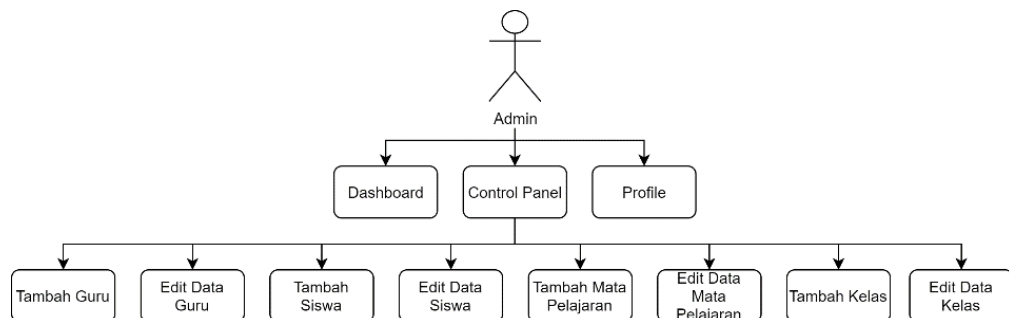 Admin
Dashboard
Control Panel
Profile
Tambah Guru
Edit Data
Guru
Tambah
Siswa
Edit Data
Siswa
Tambah Mata
Pelajaran
Edit Data
Mata
Pelajaran
Tambah Kelas
Edit Data
Kelas